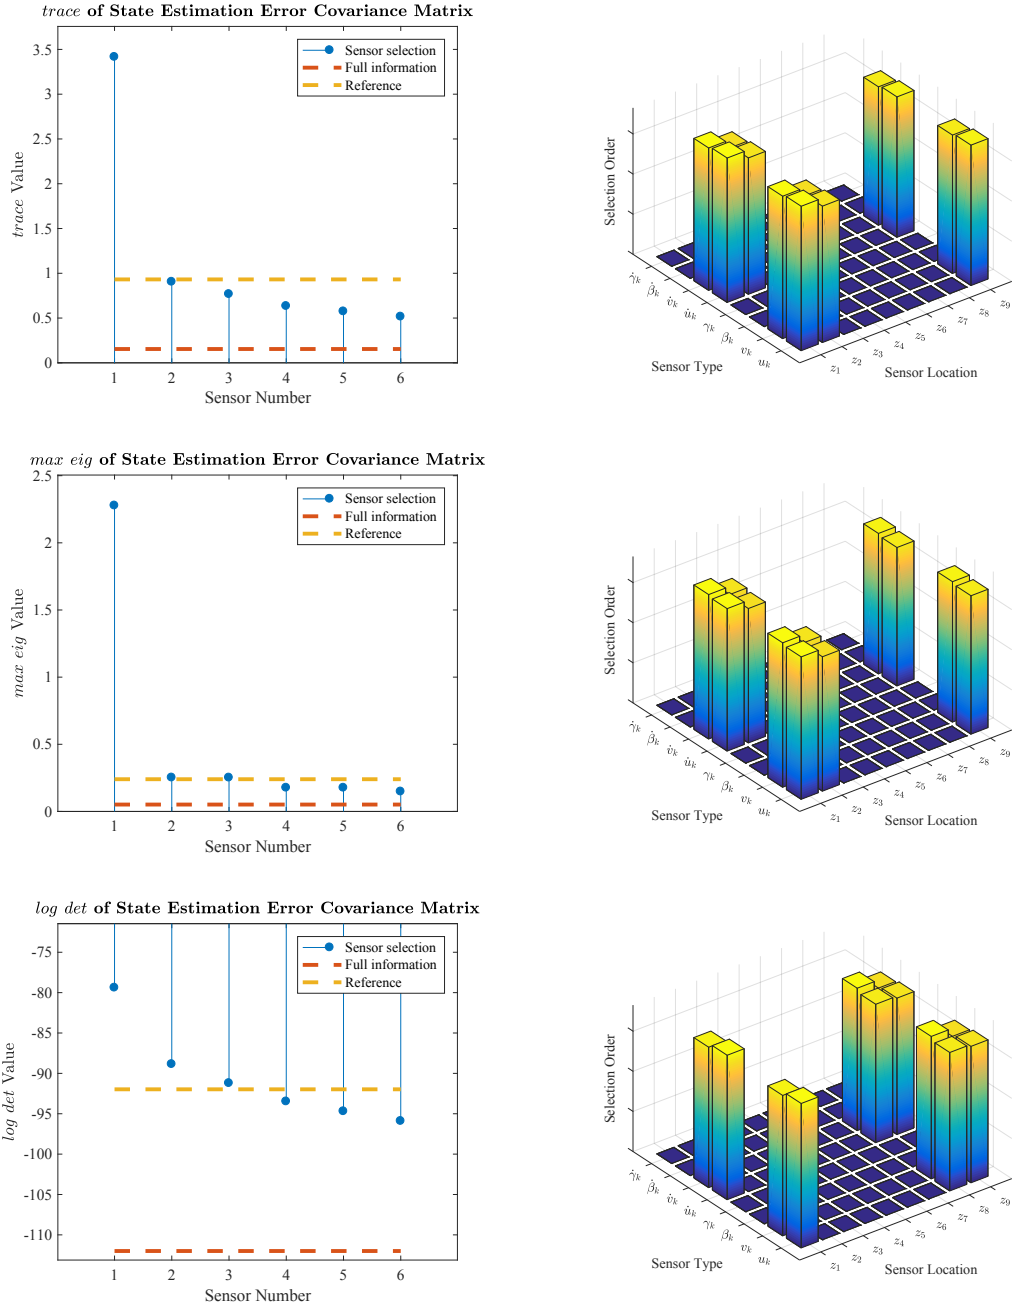 trace of State Estimation Error Covariance Matrix
3.5
3
2.5
2
1.5
1
0.5
0
trace Value
1 2 3 4 5 6
Sensor Number
Sensor selection
Full information
Reference
Selection Order
γ̇ₖ β̇ₖ v̇ₖ u̇ₖ γₖ βₖ vₖ uₖ
Sensor Type
z₁ z₂ z₃ z₄ z₅ z₆ z₇ z₈ z₉
Sensor Location
max eig of State Estimation Error Covariance Matrix
2.5
2
1.5
1
0.5
0
max eig Value
1 2 3 4 5 6
Sensor Number
Sensor selection
Full information
Reference
Selection Order
γ̇ₖ β̇ₖ v̇ₖ u̇ₖ γₖ βₖ vₖ uₖ
Sensor Type
z₁ z₂ z₃ z₄ z₅ z₆ z₇ z₈ z₉
Sensor Location
log det of State Estimation Error Covariance Matrix
-75
-80
-85
-90
-95
-100
-105
-110
log det Value
1 2 3 4 5 6
Sensor Number
Sensor selection
Full information
Reference
Selection Order
γ̇ₖ β̇ₖ v̇ₖ u̇ₖ γₖ βₖ vₖ uₖ
Sensor Type
z₁ z₂ z₃ z₄ z₅ z₆ z₇ z₈ z₉
Sensor Location